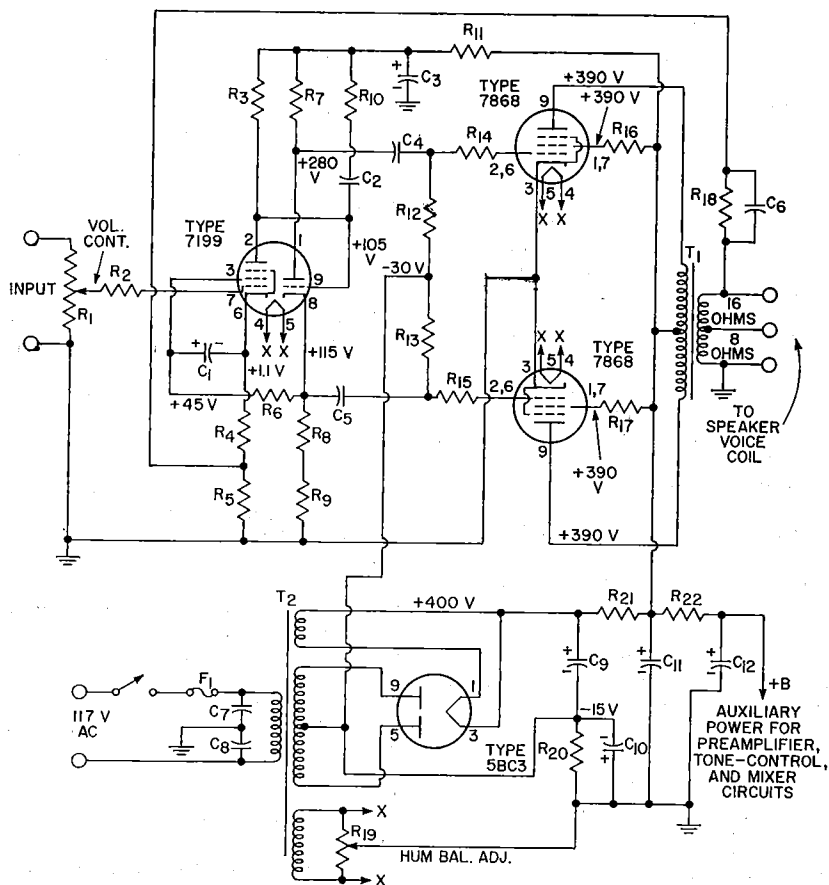 R11
TYPE
7868
+390 V
+390 V
R3
R7
R10
C3
+
-
9
R16
R14
C4
2,6
1,7
3
5
4
X X
+280
V
C2
R12
R18
C6
TYPE
7199
VOL.
CONT.
2
1
+105
V
-30 V
T1
R2
INPUT
R1
3
7
6
9
8
4
5
X X
+115 V
R13
16
OHMS
8
OHMS
+ -
C1
+1.1 V
+45 V
R6
C5
R15
X X
3
5
4
TYPE
7868
2,6
1,7
R17
9
+390
V
+390 V
TO
SPEAKER
VOICE
COIL
R4
R8
R5
R9
T2
+400 V
R21
R22
F1
117 V
AC
C7
C8
9
5
1
3
TYPE
5BC3
+
-
C9
+
-
C11
+
-
C12
+B
-15 V
R20
-
+
C10
AUXILIARY
POWER FOR
PREAMPLIFIER,
TONE-CONTROL,
AND MIXER
CIRCUITS
X
R19
HUM BAL. ADJ.
X